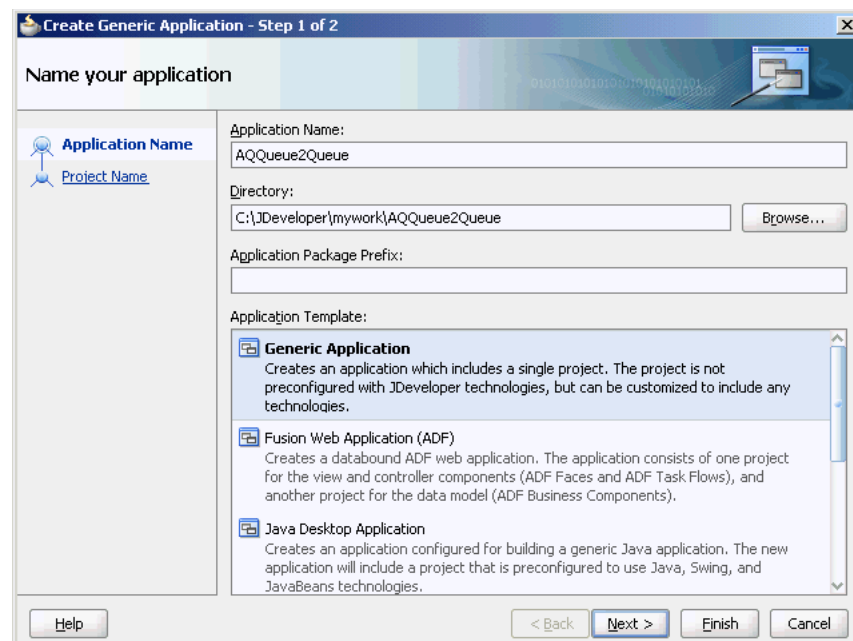 Create Generic Application - Step 1 of 2
Name your application
Application Name
Project Name
Application Name:
AQQueue2Queue
Directory:
C:\JDeveloper\mywork\AQQueue2Queue
Browse...
Application Package Prefix:
Application Template:
Generic Application
Creates an application which includes a single project. The project is not
preconfigured with JDeveloper technologies, but can be customized to include any
technologies.
Fusion Web Application (ADF)
Creates a databound ADF web application. The application consists of one project
for the view and controller components (ADF Faces and ADF Task Flows), and
another project for the data model (ADF Business Components).
Java Desktop Application
Creates an application configured for building a generic Java application. The new
application will include a project that is preconfigured to use Java, Swing, and
JavaBeans technologies.
Help
< Back
Next >
Finish
Cancel